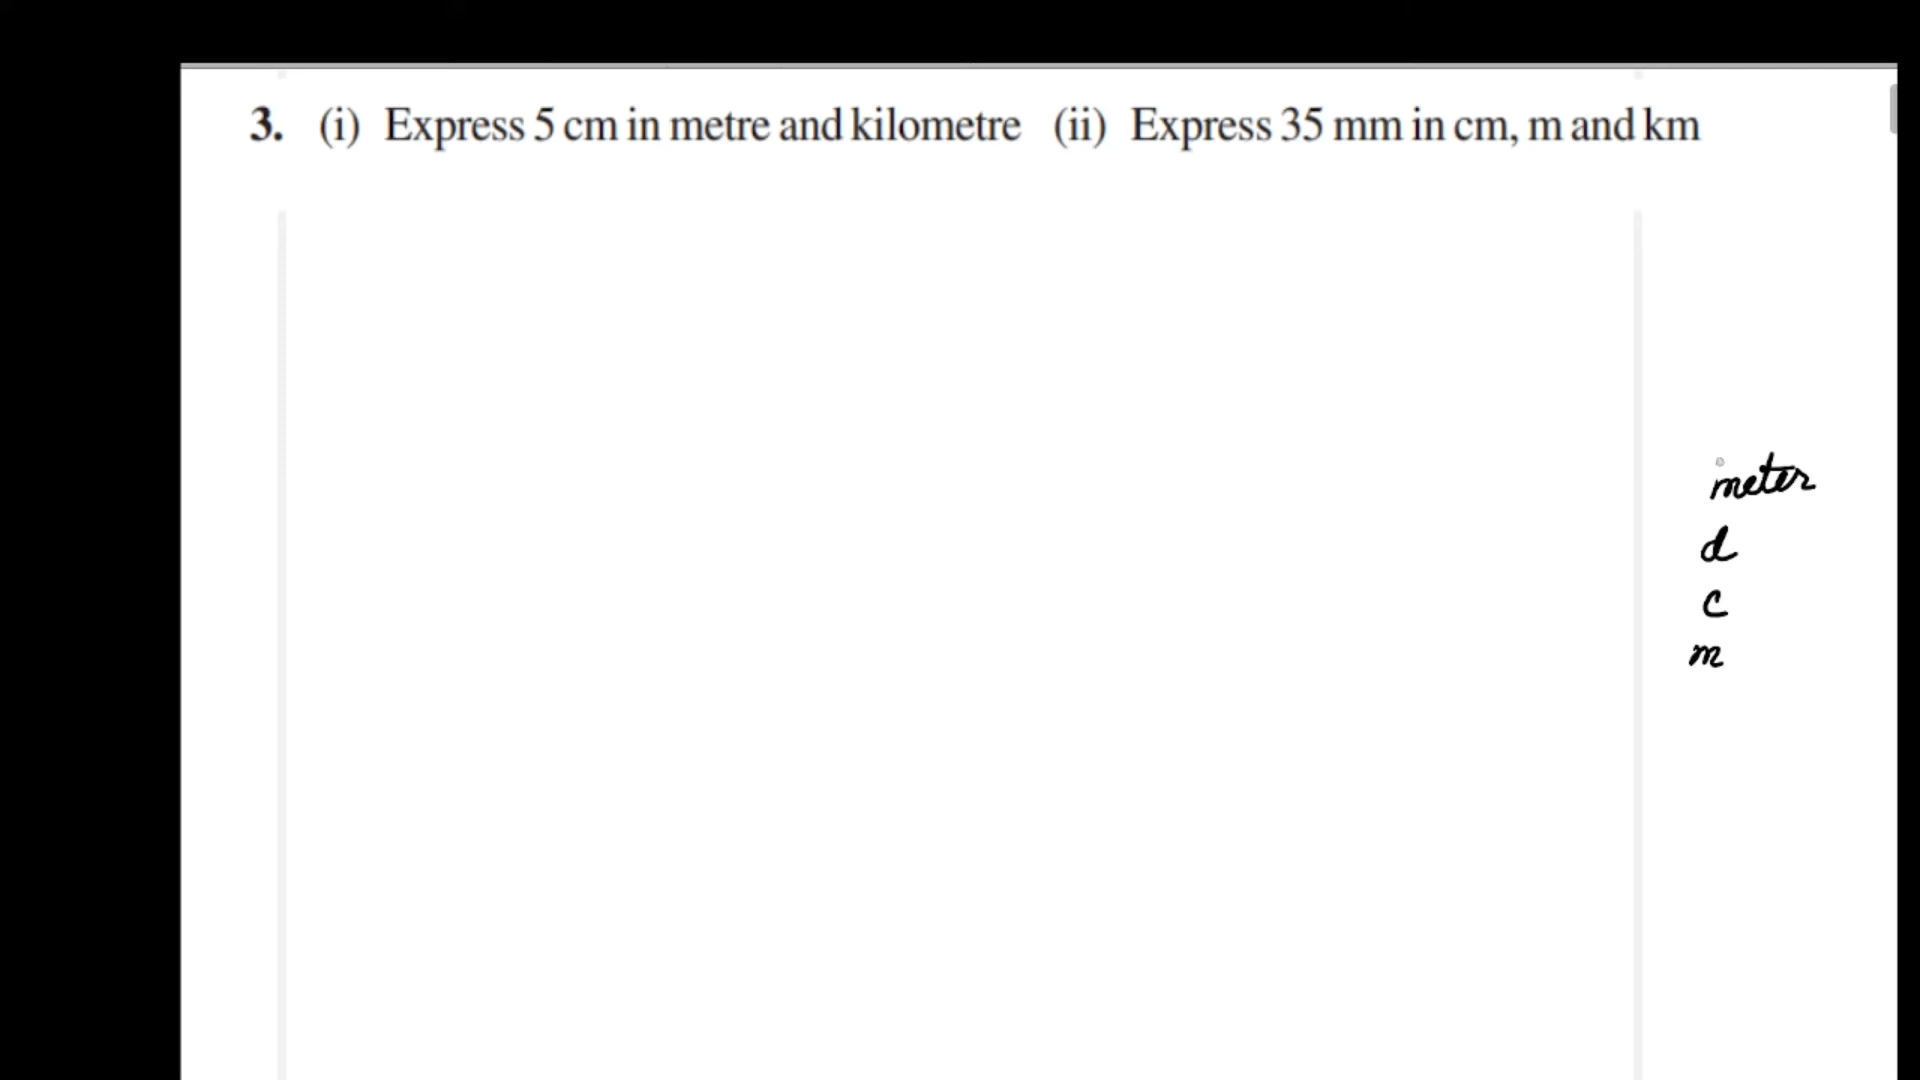 3. (i) Express 5 cm in metre and kilometre (ii) Express 35 mm in cm, m and km
meter
d
c
m